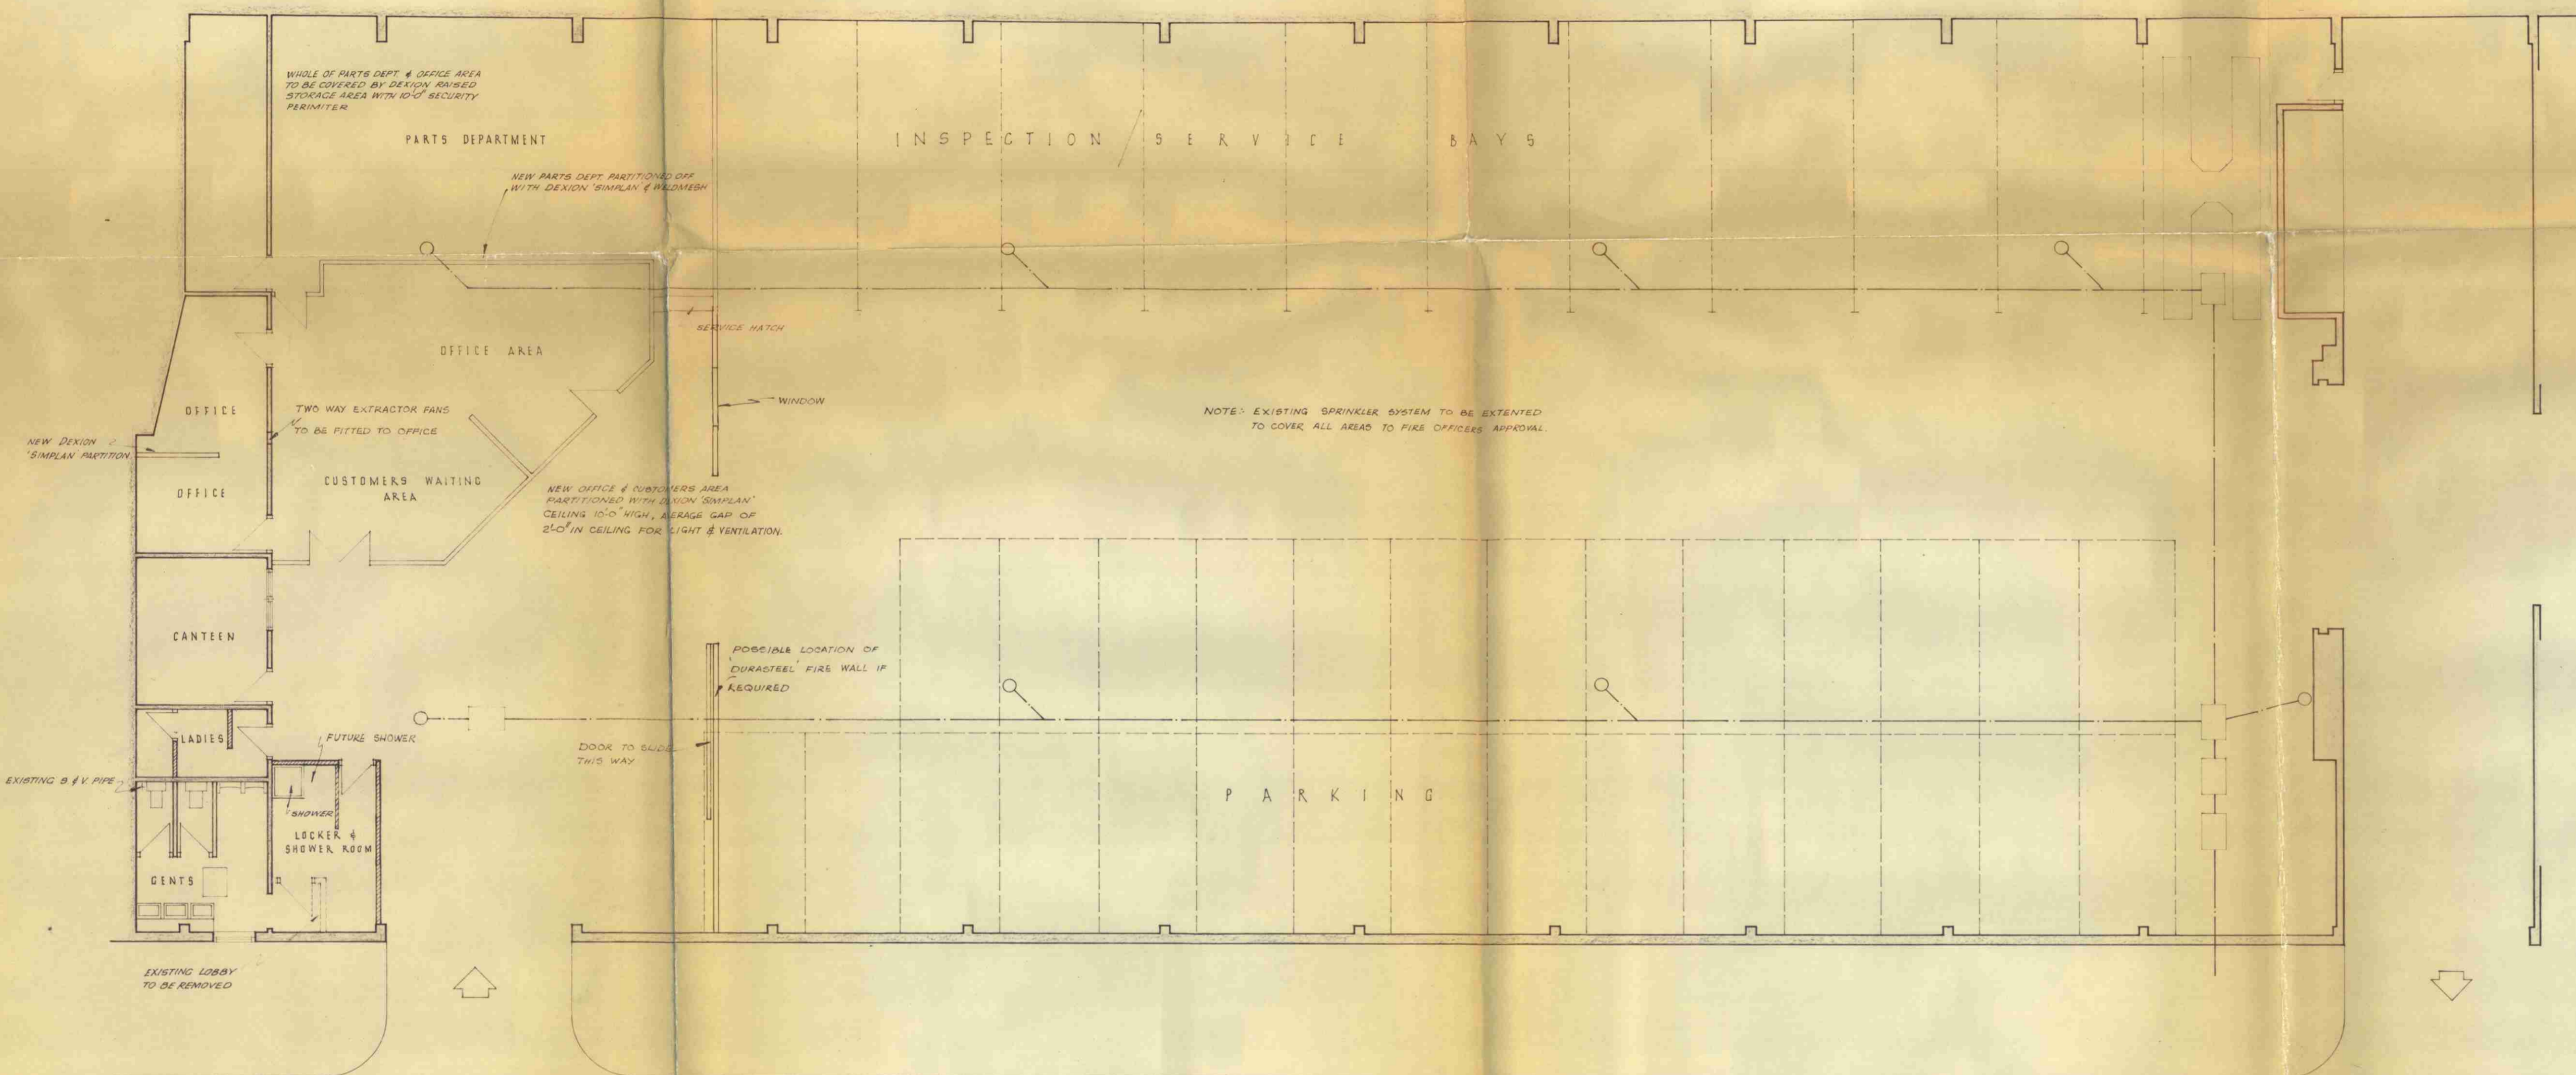 WHOLE OF PARTS DEPT & OFFICE AREA
TO BE COVERED BY DEXION RAISED
STORAGE AREA WITH 10'-0" SECURITY
PERIMITER
PARTS DEPARTMENT
INSPECTION / SERVICE BAYS
NEW PARTS DEPT. PARTITIONED OFF
WITH DEXION 'SIMPLAN' & WELDMESH
SERVICE HATCH
OFFICE AREA
WINDOW
OFFICE
TWO WAY EXTRACTOR FANS
TO BE FITTED TO OFFICE
NOTE:- EXISTING SPRINKLER SYSTEM TO BE EXTENTED
TO COVER ALL AREAS TO FIRE OFFICERS APPROVAL.
NEW DEXION
'SIMPLAN' PARTITION
OFFICE
CUSTOMERS WAITING
AREA
NEW OFFICE & CUSTOMERS AREA
PARTITIONED WITH DEXION 'SIMPLAN'
CEILING 10'-0" HIGH, AERAGE GAP OF
2'-0" IN CEILING FOR LIGHT & VENTILATION.
CANTEEN
POSSIBLE LOCATION OF
'DURASTEEL' FIRE WALL IF
REQUIRED
LADIES
FUTURE SHOWER
DOOR TO SLIDE
THIS WAY
EXISTING S & V. PIPE
PARKING
SHOWER
LOCKER &
SHOWER ROOM
GENTS
EXISTING LOBBY
TO BE REMOVED